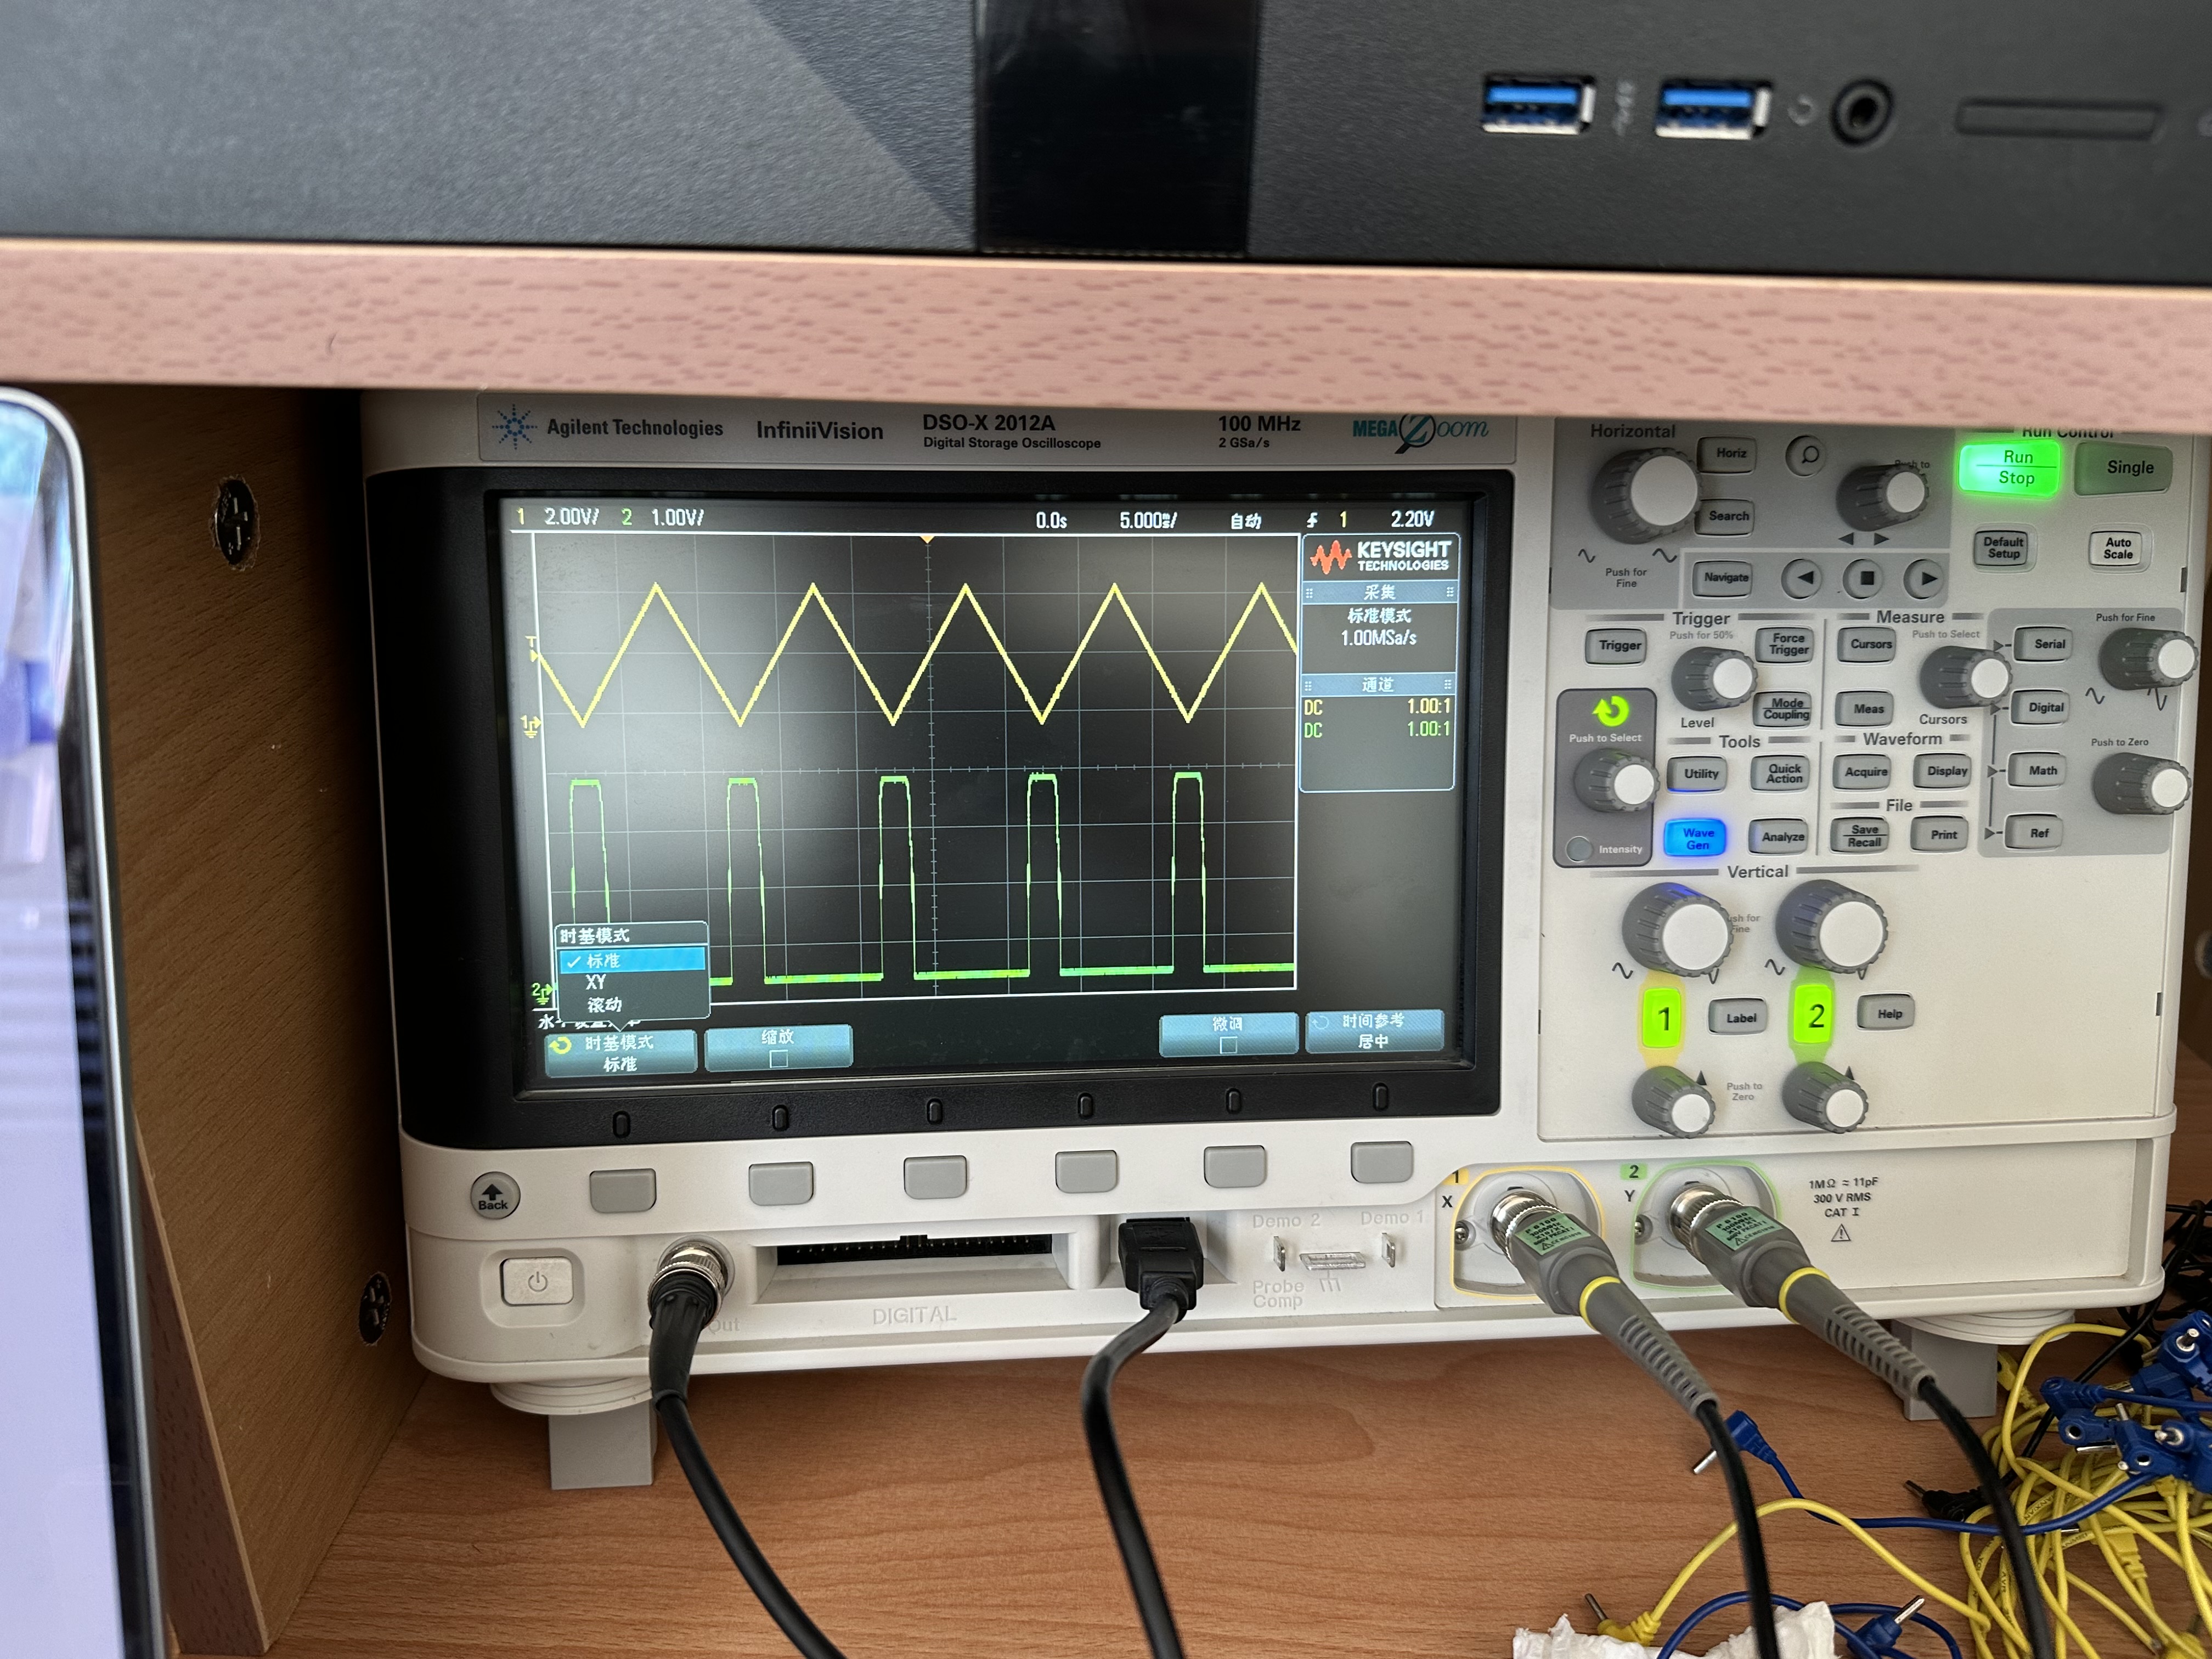 Agilent Technologies
InfiniiVision
DSO-X 2012A
Digital Storage Oscilloscope
100 MHz
2 GSa/s
MEGA Zoom
1 2.00V/ 2 1.00V/ 0.0s 5.000ms/ 自动 1 2.20V
KEYSIGHT
TECHNOLOGIES
采集
标准模式
1.00MSa/s
通道
DC 1.00:1
DC 1.00:1
T
1
2
时基模式
标准
XY
滚动
时基模式
标准
缩放
微调
时间参考
居中
Back
DIGITAL
Demo 2
Demo 1
Probe
Comp
Horizontal
Horiz
Search
Push for
Fine
Navigate
Run Control
Run
Stop
Single
Default
Setup
Auto
Scale
Trigger
Push for 50%
Trigger
Force
Trigger
Level
Mode
Coupling
Measure
Push to Select
Cursors
Meas
Cursors
Push for Fine
Serial
Digital
Push to Zero
Math
Ref
Push to Select
Intensity
Tools
Utility
Quick
Action
Wave
Gen
Analyze
Waveform
Acquire
Display
File
Save
Recall
Print
Vertical
1
Label
2
Help
Push to
Zero
1
X
2
Y
1MΩ ≈ 11pF
300 V RMS
CAT I